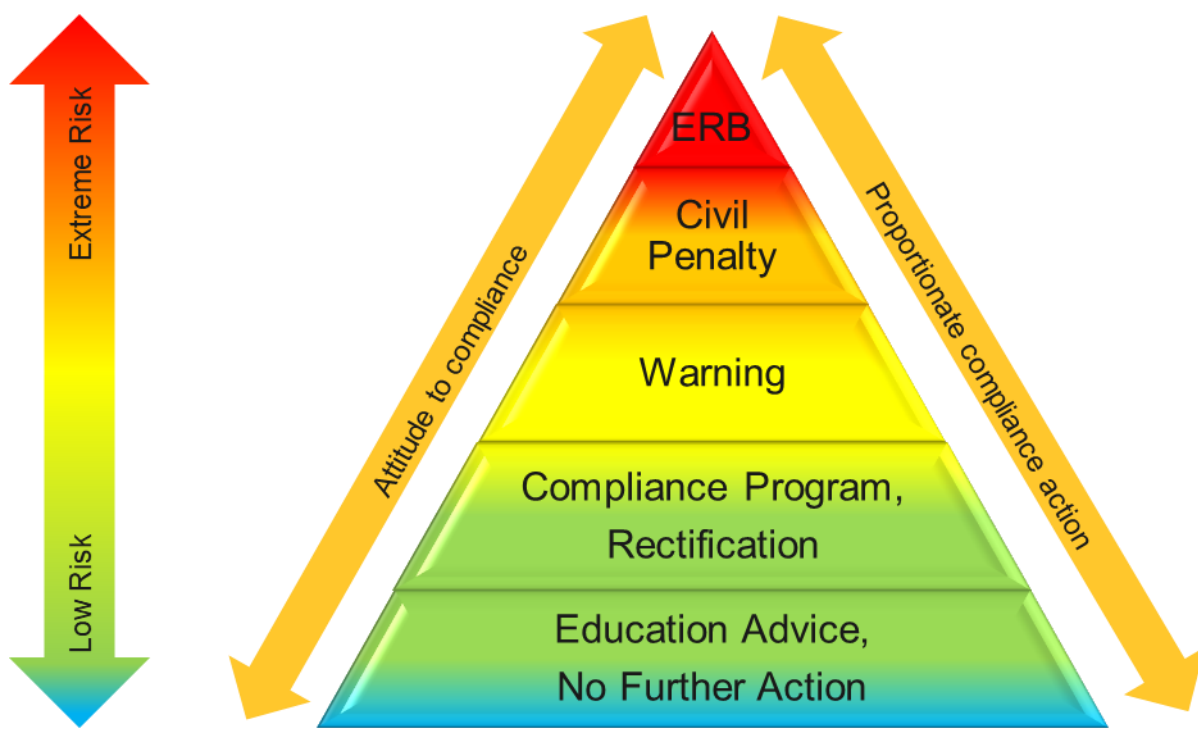 Extreme Risk
Low Risk
Attitude to compliance
ERB
Civil
Penalty
Warning
Compliance Program,
Rectification
Education Advice,
No Further Action
Proportionate compliance action